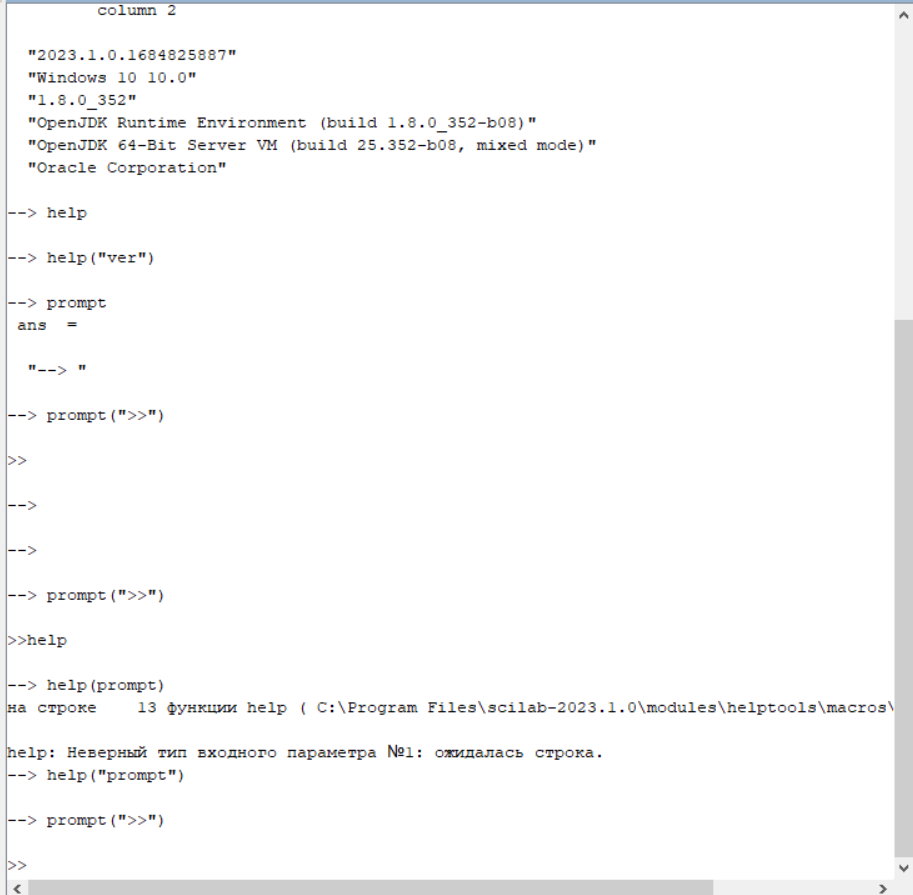 column 2
"2023.1.0.1684825887"
"Windows 10 10.0"
"1.8.0_352"
"OpenJDK Runtime Environment (build 1.8.0_352-b08)"
"OpenJDK 64-Bit Server VM (build 25.352-b08, mixed mode)"
"Oracle Corporation"
--> help
--> help("ver")
--> prompt
ans  =
"--> "
--> prompt(">>")
>>
-->
-->
--> prompt(">>")
>>help
--> help(prompt)
на строке    13 функции help ( C:\Program Files\scilab-2023.1.0\modules\helptools\macros\
help: Неверный тип входного параметра №1: ожидалась строка.
--> help("prompt")
--> prompt(">>")
>>